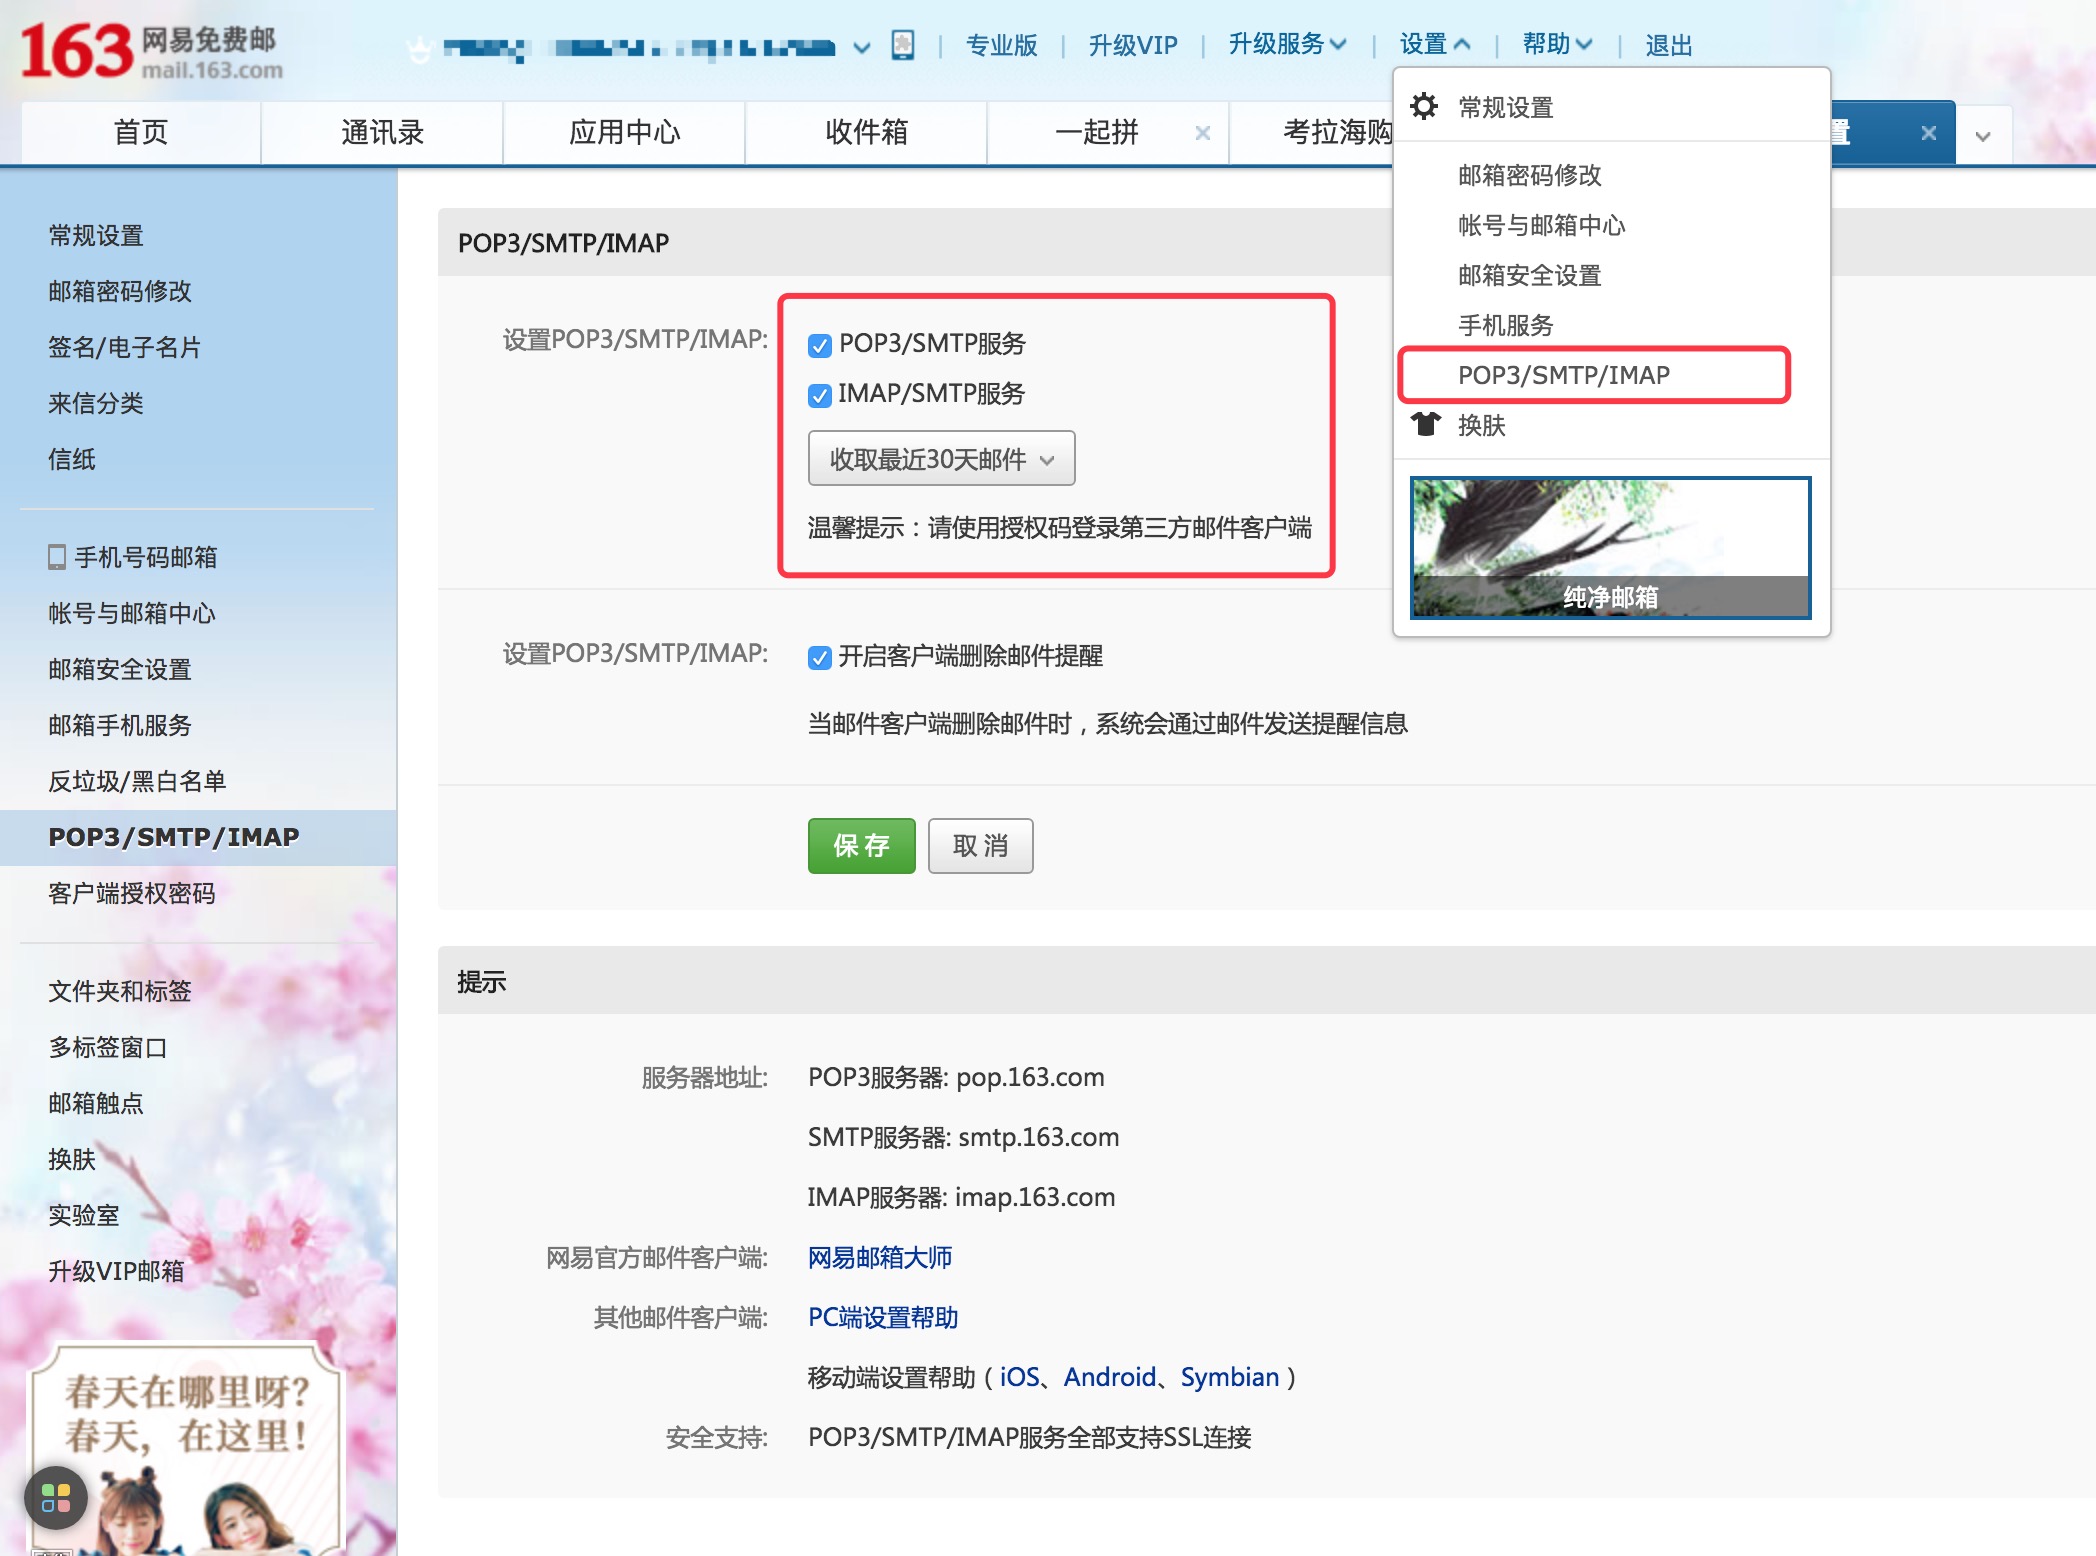 163 网易免费邮
mail.163.com
专业版 | 升级VIP | 升级服务 | 设置 | 帮助 | 退出
首页
通讯录
应用中心
收件箱
一起拼
考拉海购
置
常规设置
邮箱密码修改
帐号与邮箱中心
邮箱安全设置
手机服务
POP3/SMTP/IMAP
换肤
纯净邮箱
常规设置
邮箱密码修改
签名/电子名片
来信分类
信纸
手机号码邮箱
帐号与邮箱中心
邮箱安全设置
邮箱手机服务
反垃圾/黑白名单
POP3/SMTP/IMAP
客户端授权密码
文件夹和标签
多标签窗口
邮箱触点
换肤
实验室
升级VIP邮箱
春天在哪里呀？
春天，在这里！
POP3/SMTP/IMAP
设置POP3/SMTP/IMAP:
POP3/SMTP服务
IMAP/SMTP服务
收取最近30天邮件
温馨提示：请使用授权码登录第三方邮件客户端
设置POP3/SMTP/IMAP:
开启客户端删除邮件提醒
当邮件客户端删除邮件时，系统会通过邮件发送提醒信息
保 存
取 消
提示
服务器地址: POP3服务器: pop.163.com
SMTP服务器: smtp.163.com
IMAP服务器: imap.163.com
网易官方邮件客户端: 网易邮箱大师
其他邮件客户端: PC端设置帮助
移动端设置帮助（iOS、Android、Symbian）
安全支持: POP3/SMTP/IMAP服务全部支持SSL连接